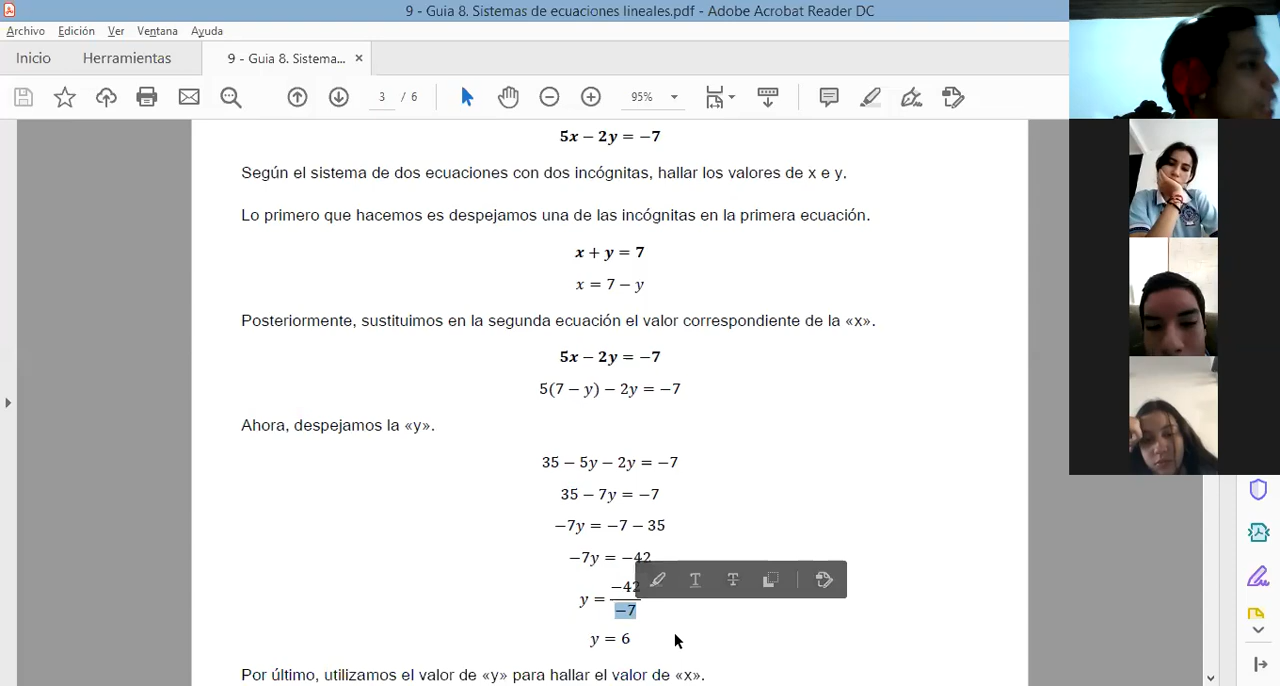 9 - Guia 8. Sistemas de ecuaciones lineales.pdf - Adobe Acrobat Reader DC
Archivo Edición Ver Ventana Ayuda
Inicio Herramientas 9 - Guia 8. Sistema... ×
3 / 6 95%
5x − 2y = −7
Según el sistema de dos ecuaciones con dos incógnitas, hallar los valores de x e y.
Lo primero que hacemos es despejamos una de las incógnitas en la primera ecuación.
x + y = 7
x = 7 − y
Posteriormente, sustituimos en la segunda ecuación el valor correspondiente de la «x».
5x − 2y = −7
5(7 − y) − 2y = −7
Ahora, despejamos la «y».
35 − 5y − 2y = −7
35 − 7y = −7
−7y = −7 − 35
−7y = −42
y = −42/−7
y = 6
Por último, utilizamos el valor de «y» para hallar el valor de «x».